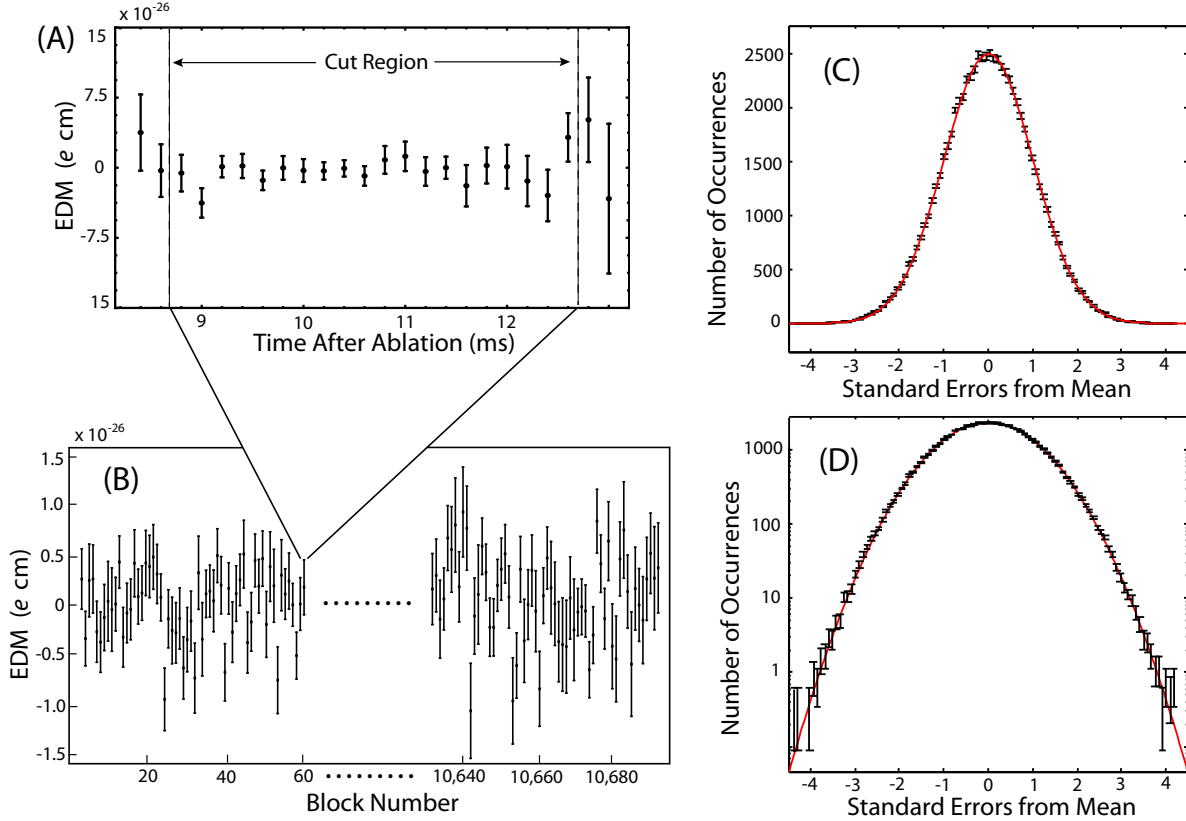 (A)
x 10⁻²⁶
15
7.5
0
-7.5
15
EDM (e cm)
Cut Region
9 10 11 12
Time After Ablation (ms)
(B)
x 10⁻²⁶
1.5
1.0
0.5
0
-0.5
-1.0
-1.5
EDM (e cm)
20 40 60 10,640 10,660 10,680
Block Number
(C)
2500
2000
1500
1000
500
0
Number of Occurrences
-4 -3 -2 -1 0 1 2 3 4
Standard Errors from Mean
(D)
1000
100
10
1
Number of Occurrences
-4 -3 -2 -1 0 1 2 3 4
Standard Errors from Mean